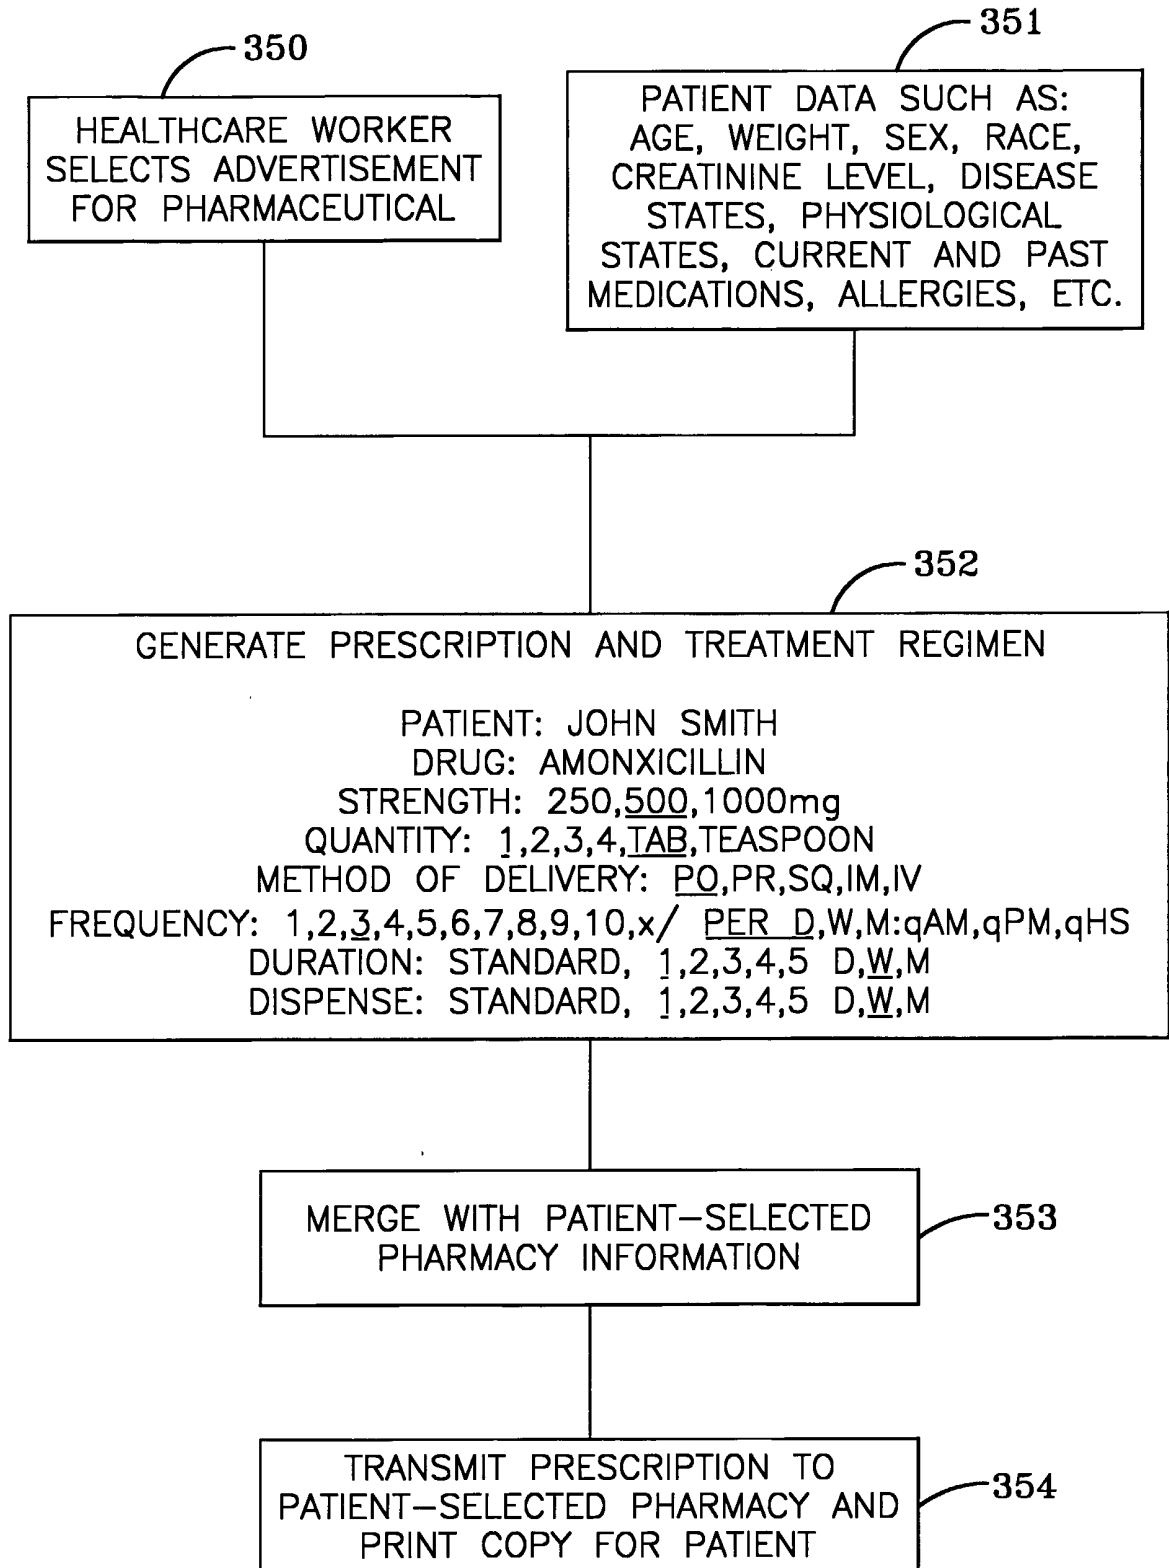 350
HEALTHCARE WORKER
SELECTS ADVERTISEMENT
FOR PHARMACEUTICAL
351
PATIENT DATA SUCH AS:
AGE, WEIGHT, SEX, RACE,
CREATININE LEVEL, DISEASE
STATES, PHYSIOLOGICAL
STATES, CURRENT AND PAST
MEDICATIONS, ALLERGIES, ETC.
352
GENERATE PRESCRIPTION AND TREATMENT REGIMEN
PATIENT: JOHN SMITH
DRUG: AMONXICILLIN
STRENGTH: 250,500,1000mg
QUANTITY: 1,2,3,4,TAB,TEASPOON
METHOD OF DELIVERY: PO,PR,SQ,IM,IV
FREQUENCY: 1,2,3,4,5,6,7,8,9,10,x/ PER D,W,M:qAM,qPM,qHS
DURATION: STANDARD, 1,2,3,4,5 D,W,M
DISPENSE: STANDARD, 1,2,3,4,5 D,W,M
MERGE WITH PATIENT–SELECTED
PHARMACY INFORMATION
353
TRANSMIT PRESCRIPTION TO
PATIENT–SELECTED PHARMACY AND
PRINT COPY FOR PATIENT
354